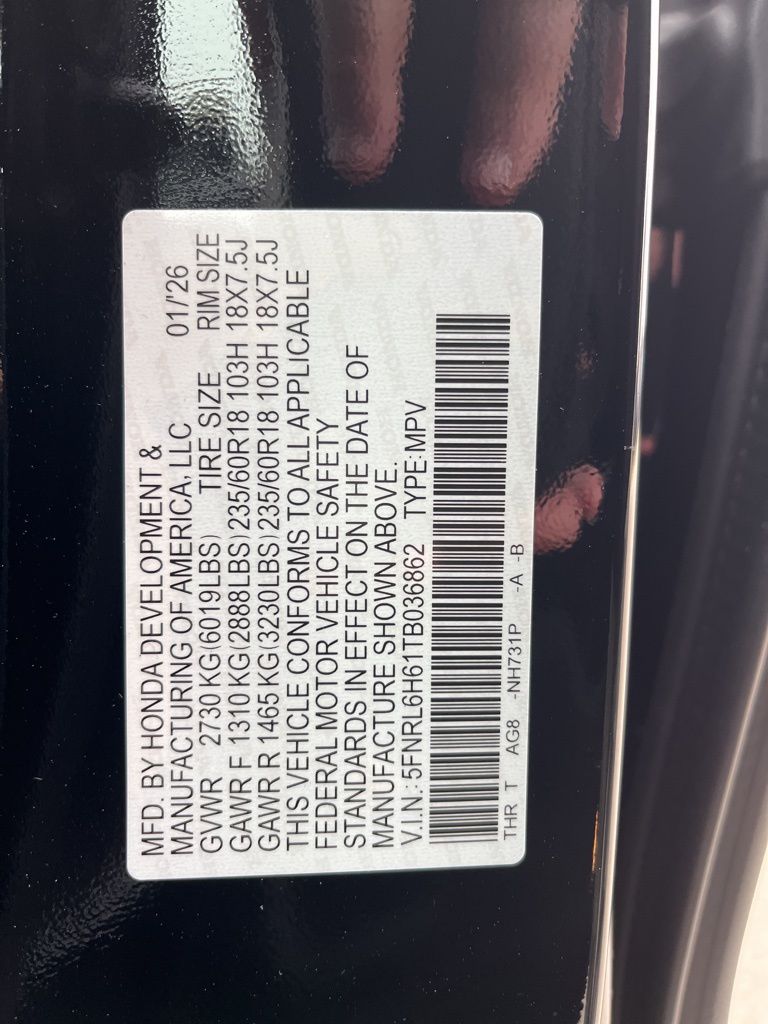 MFD. BY HONDA DEVELOPMENT &
MANUFACTURING OF AMERICA, LLC 01/'26
GVWR 2730 KG(6019LBS) TIRE SIZE RIM SIZE
GAWR F 1310 KG(2888LBS)235/60R18 103H 18X7.5J
GAWR R 1465 KG(3230LBS)235/60R18 103H 18X7.5J
THIS VEHICLE CONFORMS TO ALL APPLICABLE
FEDERAL MOTOR VEHICLE SAFETY
STANDARDS IN EFFECT ON THE DATE OF
MANUFACTURE SHOWN ABOVE.
V.I.N.: 5FNRL6H61TB036862 TYPE:MPV
THR T AG8 -NH731P -A -B